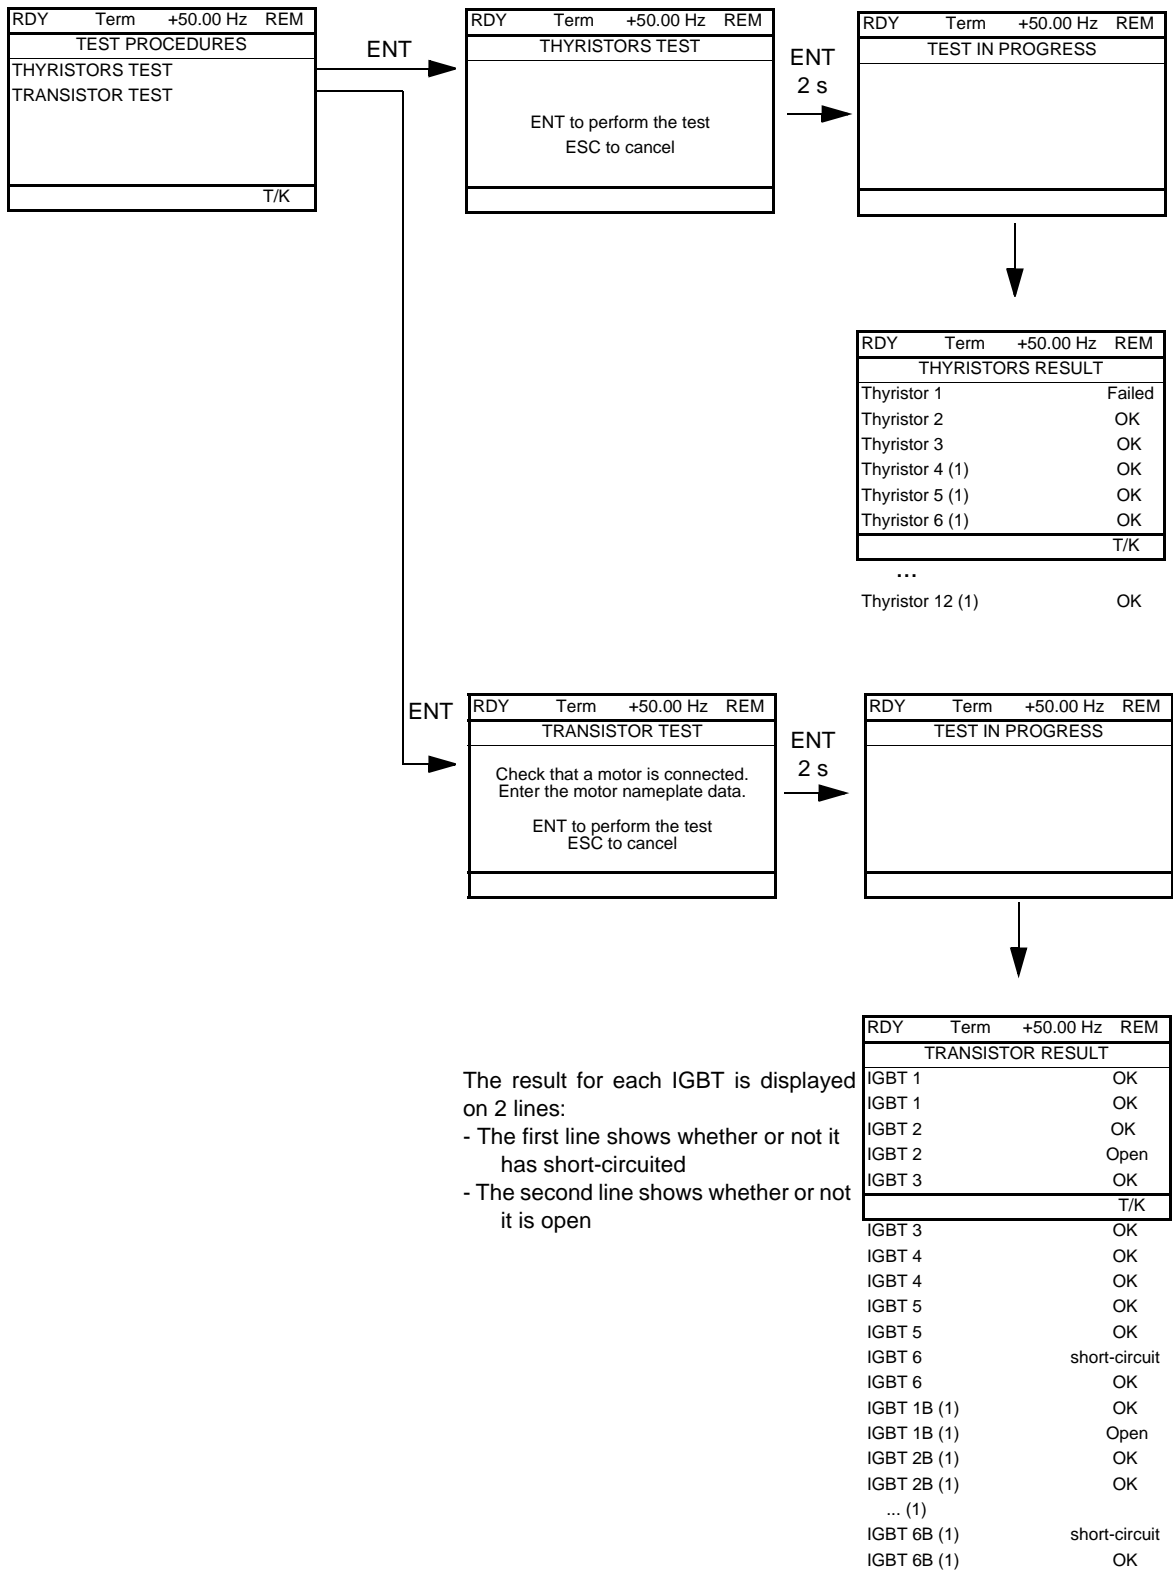 RDY Term +50.00 Hz REM
TEST PROCEDURES
THYRISTORS TEST
TRANSISTOR TEST
T/K
ENT
RDY Term +50.00 Hz REM
THYRISTORS TEST
ENT to perform the test
ESC to cancel
ENT
2 s
RDY Term +50.00 Hz REM
TEST IN PROGRESS
RDY Term +50.00 Hz REM
THYRISTORS RESULT
Thyristor 1 Failed
Thyristor 2 OK
Thyristor 3 OK
Thyristor 4 (1) OK
Thyristor 5 (1) OK
Thyristor 6 (1) OK
T/K
...
Thyristor 12 (1) OK
ENT
RDY Term +50.00 Hz REM
TRANSISTOR TEST
Check that a motor is connected.
Enter the motor nameplate data.
ENT to perform the test
ESC to cancel
ENT
2 s
RDY Term +50.00 Hz REM
TEST IN PROGRESS
The result for each IGBT is displayed
on 2 lines:
- The first line shows whether or not it
has short-circuited
- The second line shows whether or not
it is open
RDY Term +50.00 Hz REM
TRANSISTOR RESULT
IGBT 1 OK
IGBT 1 OK
IGBT 2 OK
IGBT 2 Open
IGBT 3 OK
T/K
IGBT 3 OK
IGBT 4 OK
IGBT 4 OK
IGBT 5 OK
IGBT 5 OK
IGBT 6 short-circuit
IGBT 6 OK
IGBT 1B (1) OK
IGBT 1B (1) Open
IGBT 2B (1) OK
IGBT 2B (1) OK
... (1)
IGBT 6B (1) short-circuit
IGBT 6B (1) OK